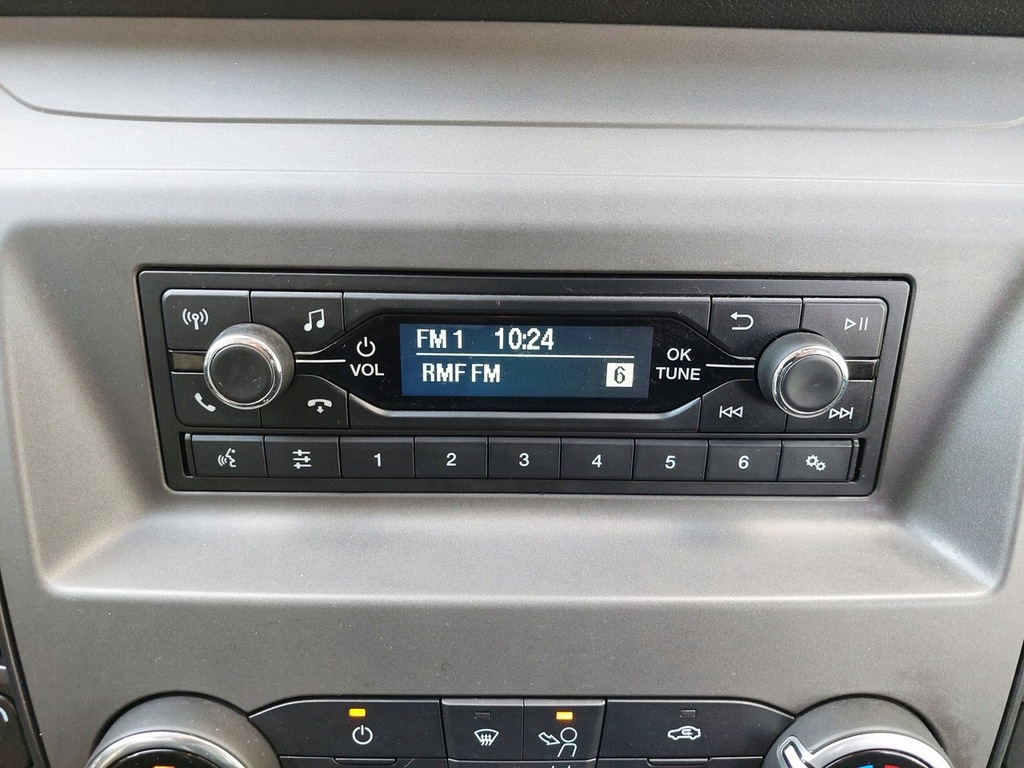 FM 1 10:24
RMF FM 6
VOL
OK
TUNE
1 2 3 4 5 6